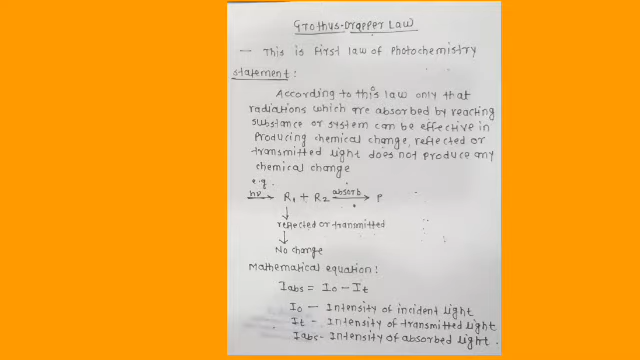 Grothus-Drapper Law
— This is first law of Photochemistry
statement:
According to this law only that
radiations which are absorbed by reacting
substance or system can be effective in
Producing chemical change, reflected or
transmitted light does not produce any
chemical change
e.g.
hν → R1 + R2 absorb → P
↓
reflected or transmitted
↓
No change
Mathematical equation:
Iabs = Io - It
Io — Intensity of incident light
It - Intensity of transmitted light
Iabs - Intensity of absorbed light.